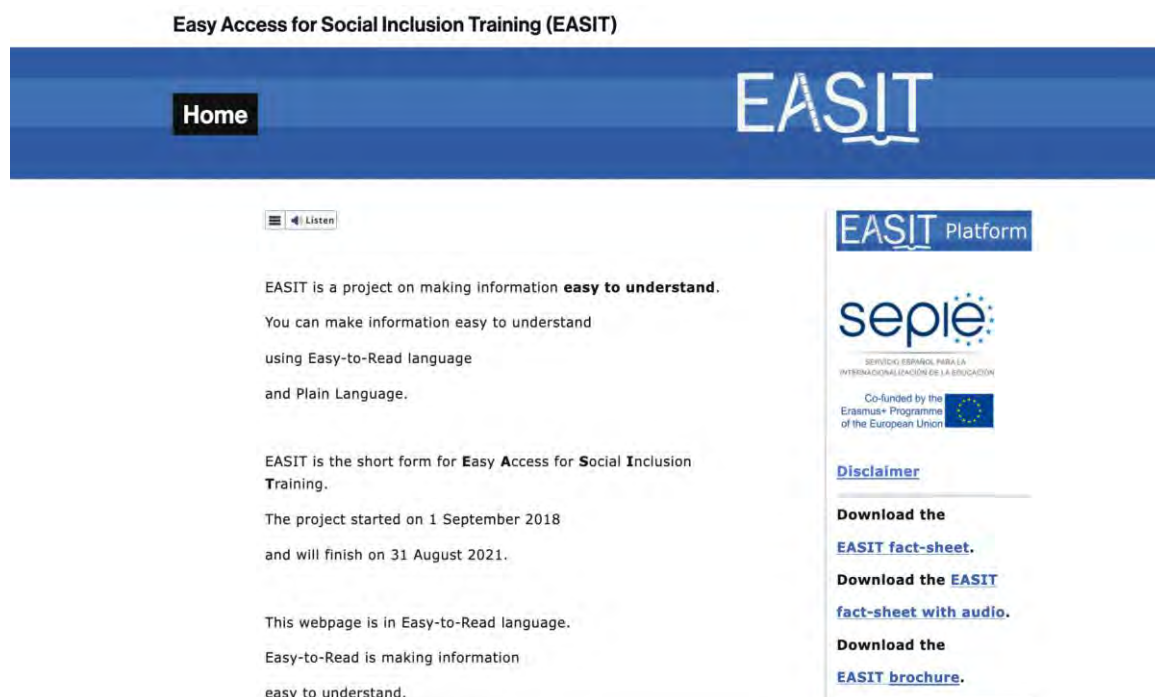 Easy Access for Social Inclusion Training (EASIT)
Home
EASIT
Listen
EASIT is a project on making information easy to understand.
You can make information easy to understand
using Easy-to-Read language
and Plain Language.
EASIT is the short form for Easy Access for Social Inclusion
Training.
The project started on 1 September 2018
and will finish on 31 August 2021.
This webpage is in Easy-to-Read language.
Easy-to-Read is making information
easy to understand.
EASIT Platform
sepie
SERVICIO ESPAÑOL PARA LA
INTERNACIONALIZACIÓN DE LA EDUCACIÓN
Co-funded by the
Erasmus+ Programme
of the European Union
Disclaimer
Download the
EASIT fact-sheet.
Download the EASIT
fact-sheet with audio.
Download the
EASIT brochure.